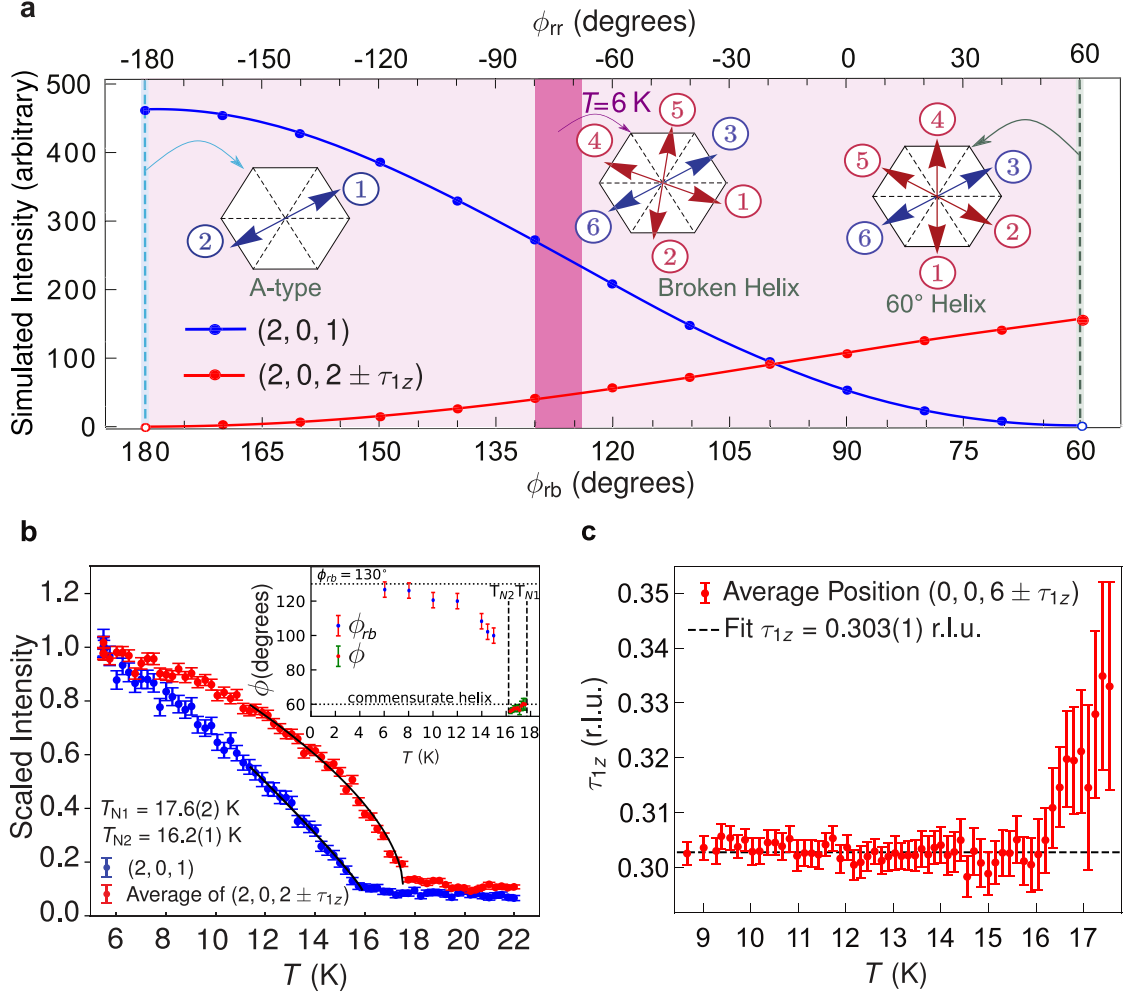 a
ϕrr (degrees)
-180 -140 -120 -100 -80 -60 -40 -20 0 20 40 60
500
400
300
200
100
0
Simulated Intensity (arbitrary)
T=6 K
1
2
A-type
4
5
3
1
2
6
Broken Helix
4
5
3
6
2
1
60° Helix
(2, 0, 1)
(2, 0, 2 ± τ1z)
180 165 150 135 120 105 90 75 60
ϕrb (degrees)
b
1.2
1.0
0.8
0.6
0.4
0.2
0.0
Scaled Intensity
TN1 = 17.6(2) K
TN2 = 16.2(1) K
(2, 0, 1)
Average of (2, 0, 2 ± τ1z)
6 8 10 12 14 16 18 20 22
T (K)
ϕrb = 130°
TN2 TN1
120
100
80
60
ϕ(degrees)
ϕrb
ϕ
commensurate helix
0 2 4 6 8 10 12 14 16 18
T (K)
c
0.35
0.34
0.33
0.32
0.31
0.30
τ1z (r.l.u.)
Average Position (0, 0, 6 ± τ1z)
Fit τ1z = 0.303(1) r.l.u.
9 10 11 12 13 14 15 16 17
T (K)